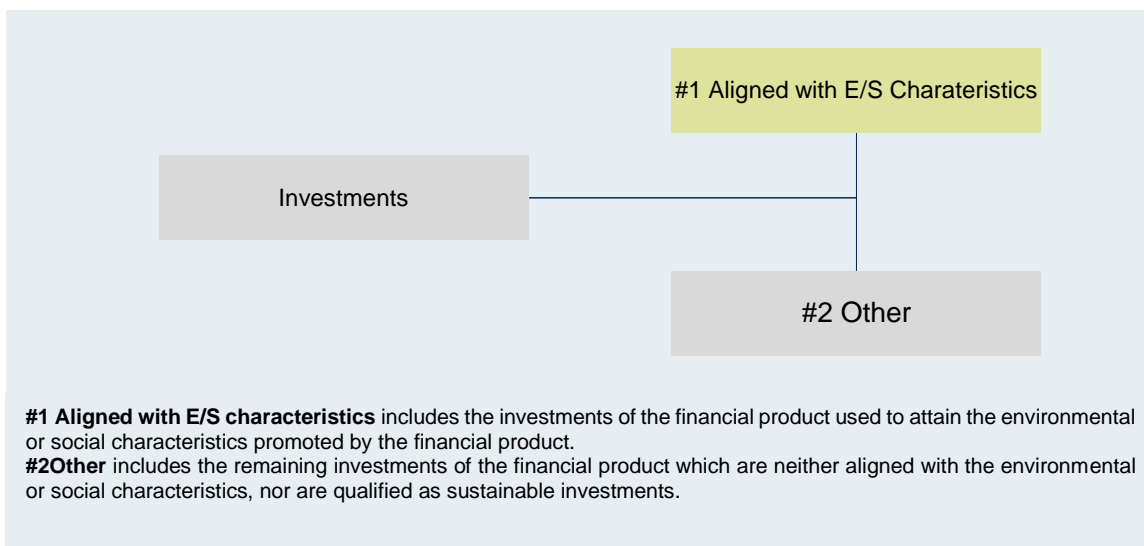 #1 Aligned with E/S Charateristics
Investments
#2 Other
#1 Aligned with E/S characteristics includes the investments of the financial product used to attain the environmental
or social characteristics promoted by the financial product.
#2Other includes the remaining investments of the financial product which are neither aligned with the environmental
or social characteristics, nor are qualified as sustainable investments.